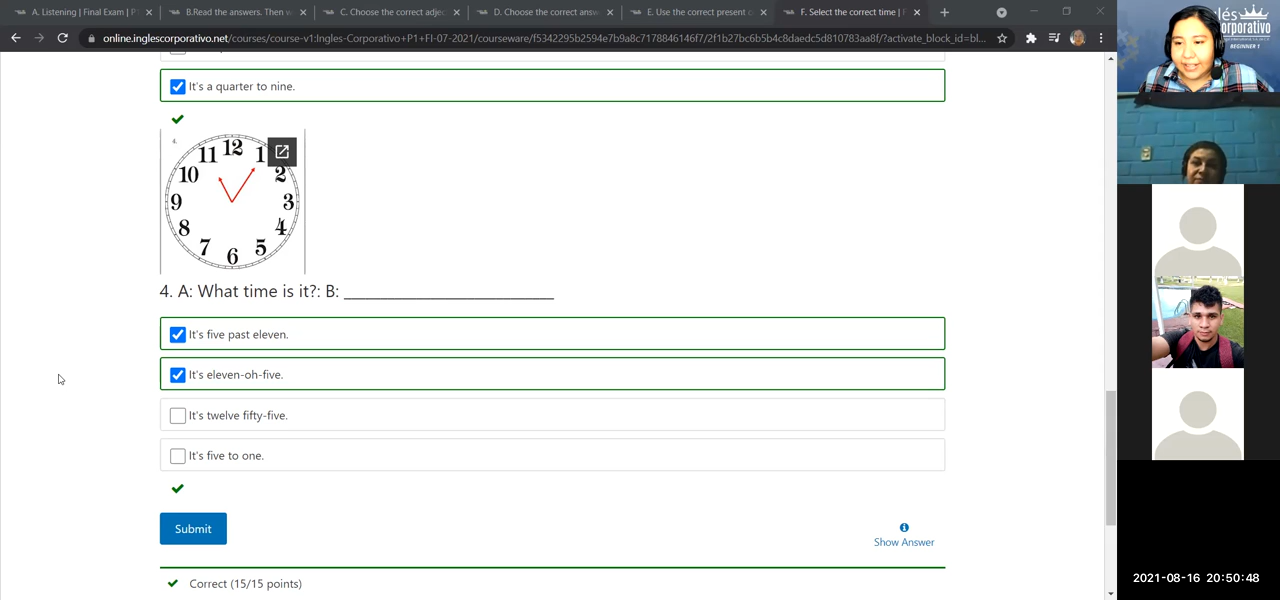 A. Listening | Final Exam | P
B.Read the answers. Then w
C. Choose the correct adjec
D. Choose the correct answ
E. Use the correct present c
F. Select the correct time | F
online.inglescorporativo.net/courses/course-v1:Ingles-Corporativo+P1+FI-07-2021/courseware/f5342295b2594e7b9a8c7178846146f7/2f1b27bc6b5b4c8daedc5d810783aa8f/?activate_block_id=bl...
It's a quarter to nine.
4.
12
11
1
10
2
9
3
8
4
7
5
6
4. A: What time is it?: B: ______________________
It's five past eleven.
It's eleven-oh-five.
It's twelve fifty-five.
It's five to one.
Submit
Show Answer
Correct (15/15 points)
BEGINNER 1
2021-08-16 20:50:48